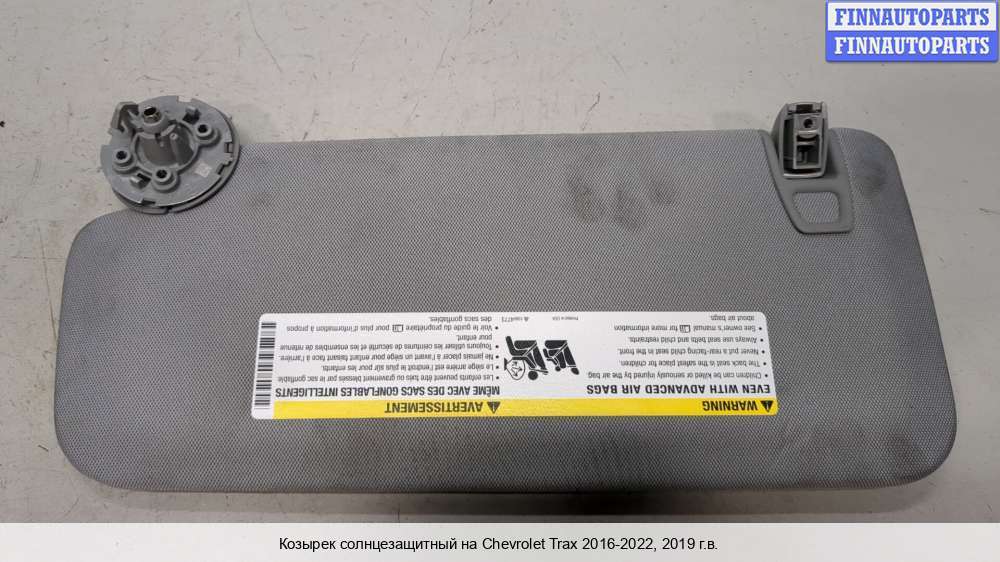 FINNAUTOPARTS
FINNAUTOPARTS
WARNING
EVEN WITH ADVANCED AIR BAGS
Children can be killed or seriously injured by the air bag.
• The back seat is the safest place for children.
• Never put a rear-facing child seat in the front.
• Always use seat belts and child restraints.
• See owner's manual for more information
about air bags.
AVERTISSEMENT
MÊME AVEC DES SACS GONFLABLES INTELLIGENTS
• Les enfants peuvent être tués ou gravement blessés par le sac gonflable
• Le siège arrière est l'endroit le plus sûr pour les enfants.
• Ne jamais placer à l'avant un siège pour enfant faisant face à l'arrière.
• Toujours utiliser les ceintures de sécurité et les ensembles de retenue
pour enfant.
• Voir le guide du propriétaire pour plus d'information à propos
des sacs gonflables.
Козырек солнцезащитный на Chevrolet Trax 2016-2022, 2019 г.в.